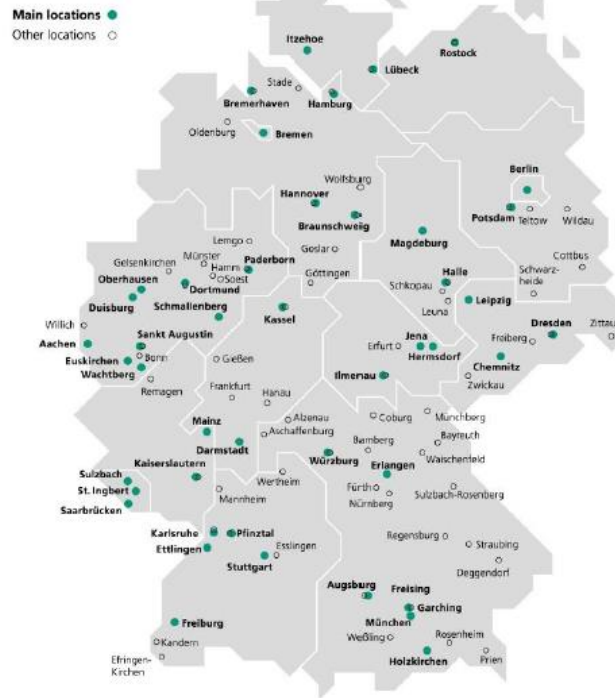 Main locations
Other locations
Itzehoe
Rostock
Lübeck
Stade
Bremerhaven
Hamburg
Oldenburg
Bremen
Berlin
Wolfsburg
Hannover
Potsdam
Teltow
Wildau
Braunschweig
Magdeburg
Lemgo
Goslar
Münster
Gelsenkirchen
Paderborn
Hamm
Cottbus
Oberhausen
Soest
Göttingen
Halle
Schwarz-
heide
Dortmund
Schkopau
Duisburg
Leipzig
Schmallenberg
Kassel
Leuna
Willich
Dresden
Zittau
Sankt Augustin
Jena
Aachen
Erfurt
Freiberg
Bonn
Hermsdorf
Euskirchen
Gießen
Chemnitz
Wachtberg
Ilmenau
Zwickau
Remagen
Frankfurt
Hanau
Coburg
Münchberg
Alzenau
Mainz
Aschaffenburg
Bayreuth
Bamberg
Darmstadt
Würzburg
Waischenfeld
Kaiserslautern
Erlangen
Sulzbach
Wertheim
St. Ingbert
Mannheim
Fürth
Sulzbach-Rosenberg
Nürnberg
Saarbrücken
Karlsruhe
Pfinztal
Regensburg
Straubing
Ettlingen
Esslingen
Stuttgart
Deggendorf
Augsburg
Freising
Garching
Freiburg
München
Weßling
Rosenheim
Kandern
Efringen-
Kirchen
Holzkirchen
Prien